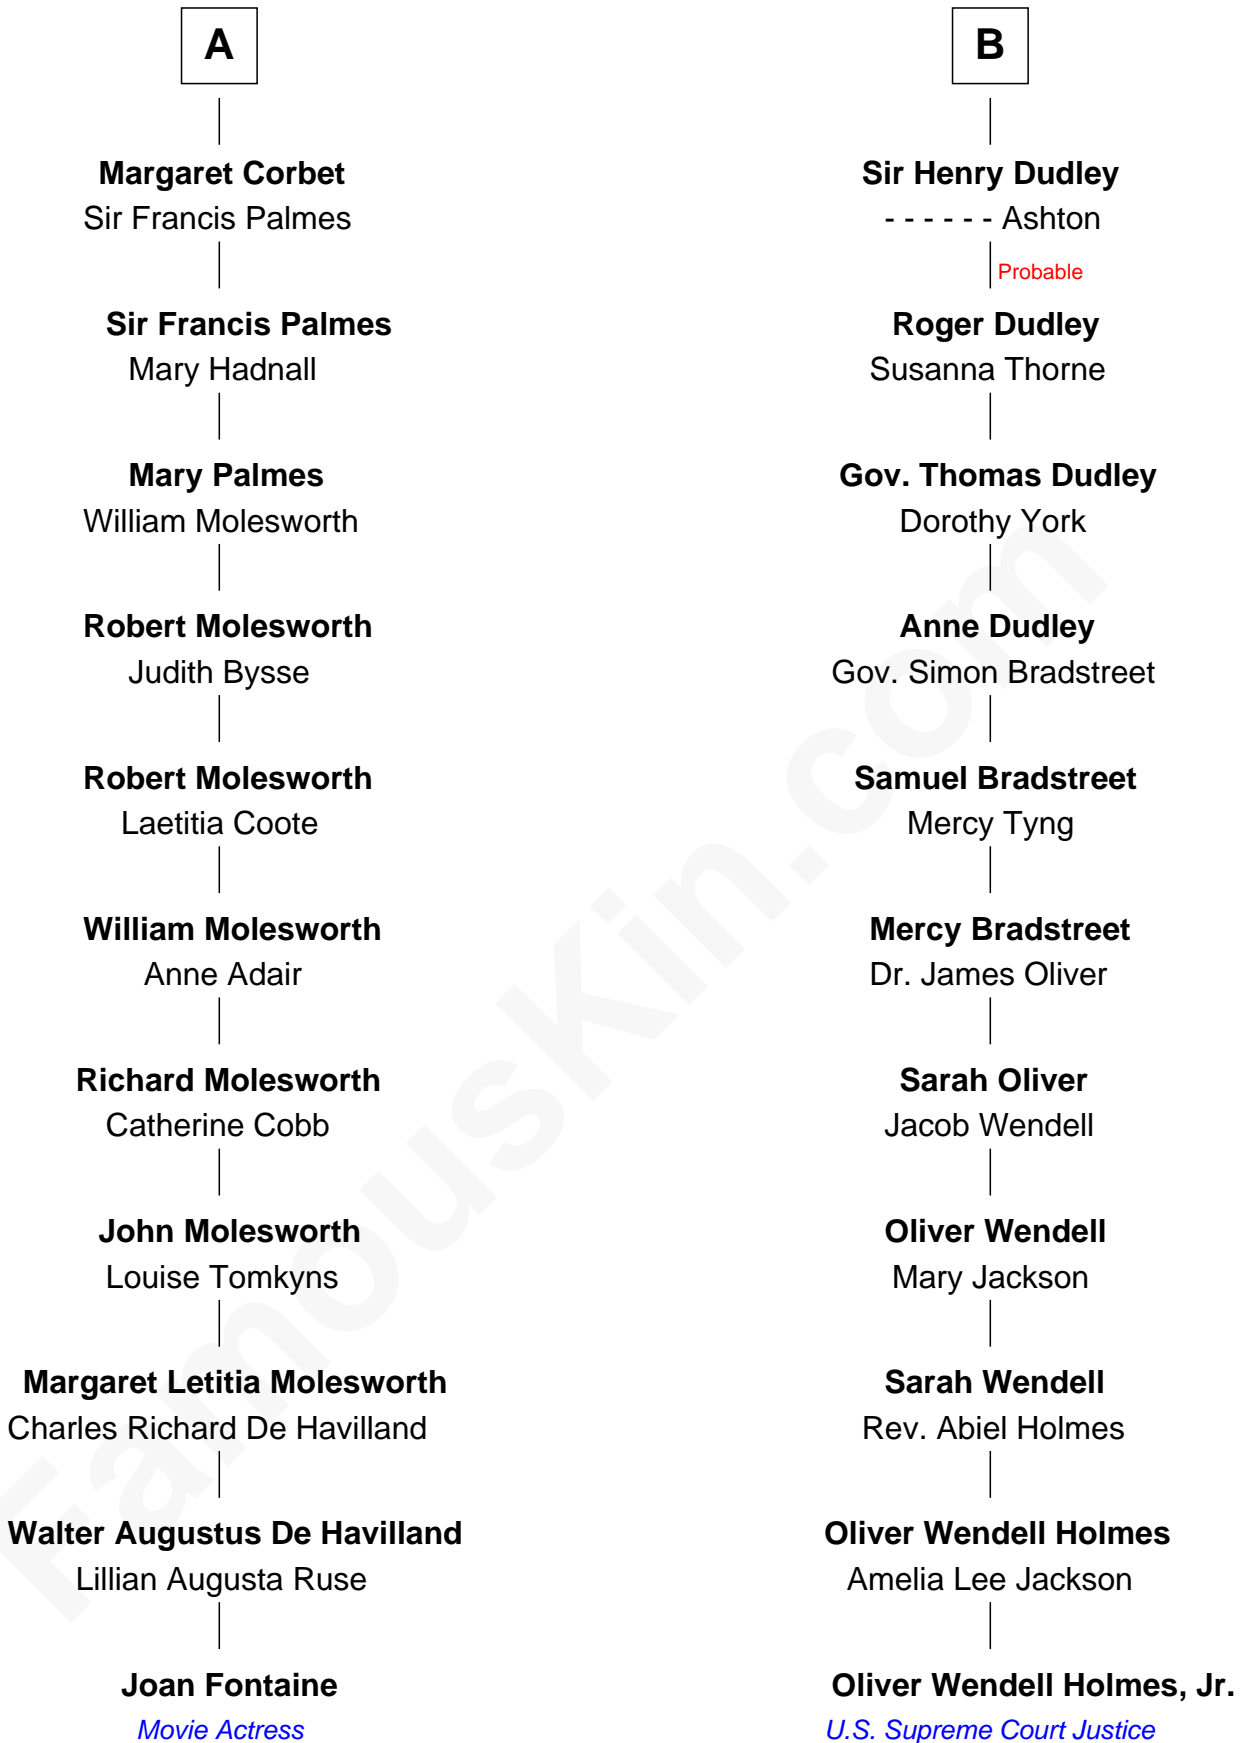 A
Margaret Corbet
Sir Francis Palmes
Sir Francis Palmes
Mary Hadnall
Mary Palmes
William Molesworth
Robert Molesworth
Judith Bysse
Robert Molesworth
Laetitia Coote
William Molesworth
Anne Adair
Richard Molesworth
Catherine Cobb
John Molesworth
Louise Tomkyns
Margaret Letitia Molesworth
Charles Richard De Havilland
Walter Augustus De Havilland
Lillian Augusta Ruse
Joan Fontaine
Movie Actress
B
Sir Henry Dudley
- - - - - - Ashton
Probable
Roger Dudley
Susanna Thorne
Gov. Thomas Dudley
Dorothy York
Anne Dudley
Gov. Simon Bradstreet
Samuel Bradstreet
Mercy Tyng
Mercy Bradstreet
Dr. James Oliver
Sarah Oliver
Jacob Wendell
Oliver Wendell
Mary Jackson
Sarah Wendell
Rev. Abiel Holmes
Oliver Wendell Holmes
Amelia Lee Jackson
Oliver Wendell Holmes, Jr.
U.S. Supreme Court Justice
FamousKin.com